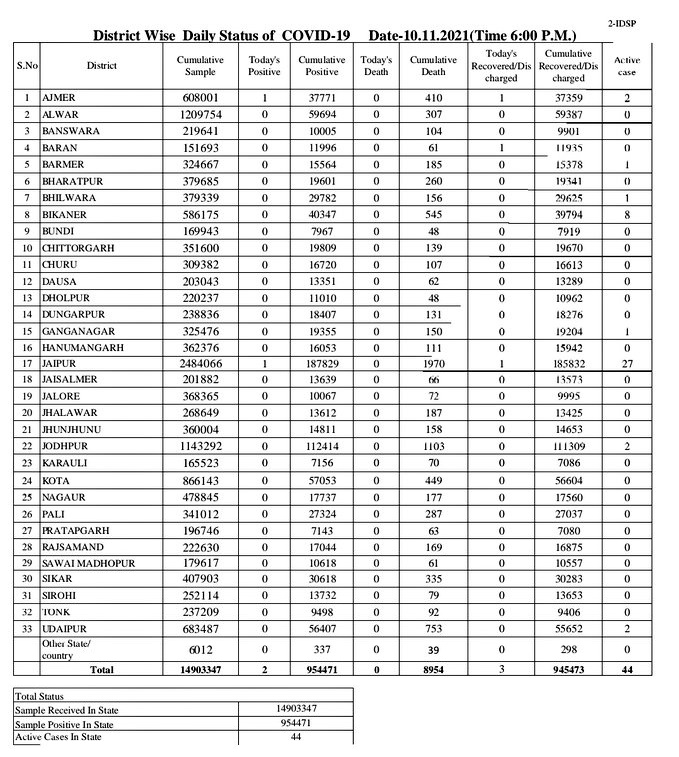 2-IDSP
District Wise Daily Status of COVID-19 Date-10.11.2021(Time 6:00 P.M.)
S.No District Cumulative Sample Today's Positive Cumulative Positive Today's Death Cumulative Death Today's Recovered/Dis charged Cumulative Recovered/Dis charged Active case
1 AJMER 608001 1 37771 0 410 1 37359 2
2 ALWAR 1209754 0 59694 0 307 0 59387 0
3 BANSWARA 219641 0 10005 0 104 0 9901 0
4 BARAN 151693 0 11996 0 61 1 11935 0
5 BARMER 324667 0 15564 0 185 0 15378 1
6 BHARATPUR 379685 0 19601 0 260 0 19341 0
7 BHILWARA 379339 0 29782 0 156 0 29625 1
8 BIKANER 586175 0 40347 0 545 0 39794 8
9 BUNDI 169943 0 7967 0 48 0 7919 0
10 CHITTORGARH 351600 0 19809 0 139 0 19670 0
11 CHURU 309382 0 16720 0 107 0 16613 0
12 DAUSA 203043 0 13351 0 62 0 13289 0
13 DHOLPUR 220237 0 11010 0 48 0 10962 0
14 DUNGARPUR 238836 0 18407 0 131 0 18276 0
15 GANGANAGAR 325476 0 19355 0 150 0 19204 1
16 HANUMANGARH 362376 0 16053 0 111 0 15942 0
17 JAIPUR 2484066 1 187829 0 1970 1 185832 27
18 JAISALMER 201882 0 13639 0 66 0 13573 0
19 JALORE 368365 0 10067 0 72 0 9995 0
20 JHALAWAR 268649 0 13612 0 187 0 13425 0
21 JHUNJHUNU 360004 0 14811 0 158 0 14653 0
22 JODHPUR 1143292 0 112414 0 1103 0 111309 2
23 KARAULI 165523 0 7156 0 70 0 7086 0
24 KOTA 866143 0 57053 0 449 0 56604 0
25 NAGAUR 478845 0 17737 0 177 0 17560 0
26 PALI 341012 0 27324 0 287 0 27037 0
27 PRATAPGARH 196746 0 7143 0 63 0 7080 0
28 RAJSAMAND 222630 0 17044 0 169 0 16875 0
29 SAWAI MADHOPUR 179617 0 10618 0 61 0 10557 0
30 SIKAR 407903 0 30618 0 335 0 30283 0
31 SIROHI 252114 0 13732 0 79 0 13653 0
32 TONK 237209 0 9498 0 92 0 9406 0
33 UDAIPUR 683487 0 56407 0 753 0 55652 2
Other State/ country 6012 0 337 0 39 0 298 0
Total 14903347 2 954471 0 8954 3 945473 44
Total Status
Sample Received In State 14903347
Sample Positive In State 954471
Active Cases In State 44